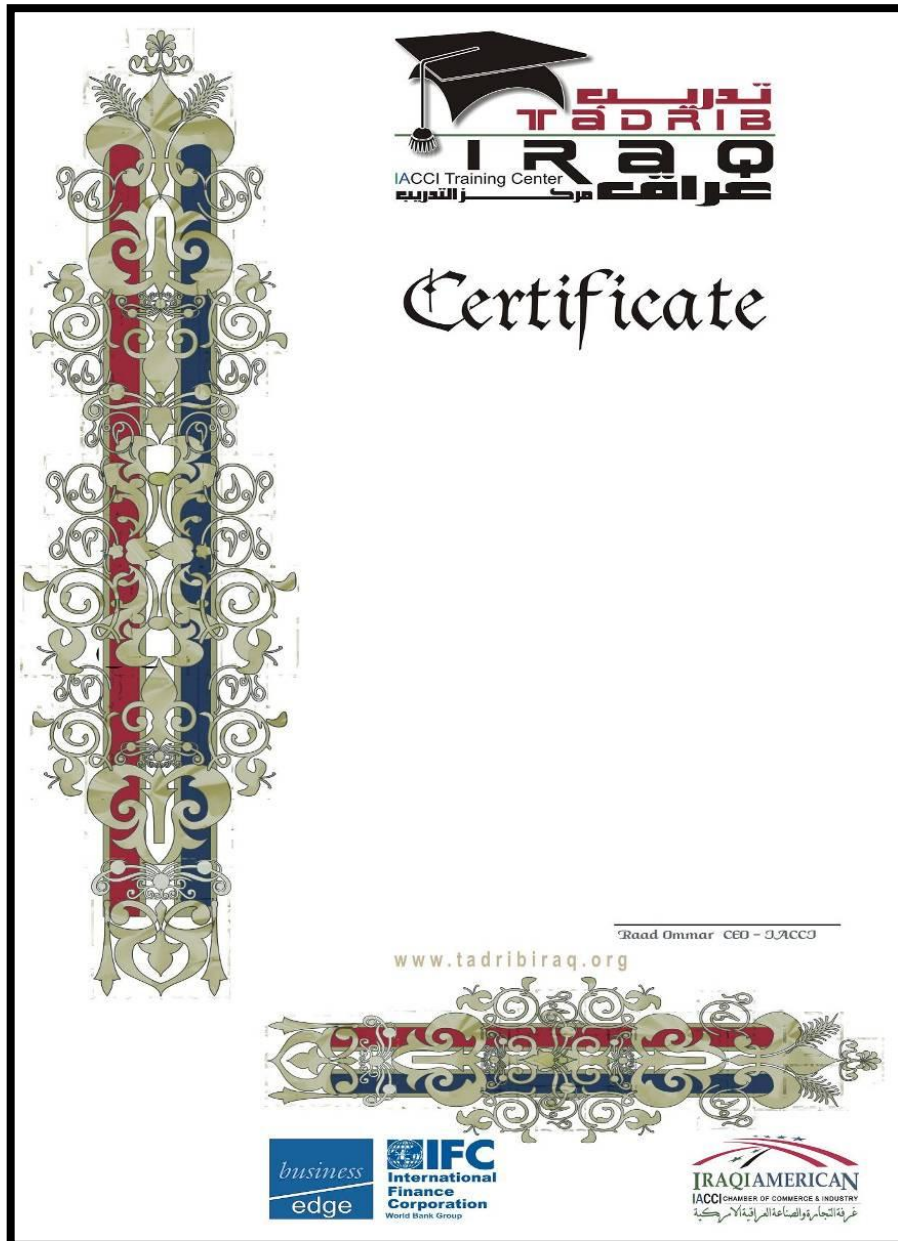 تدريب
TaDRIB
IRaQ
IACCI Training Center
مركز التدريب عراق
Certificate
Raad Ommar CEO - IACCI
www.tadribiraq.org
business
edge
IFC
International
Finance
Corporation
World Bank Group
IRAQIAMERICAN
IACCI CHAMBER OF COMMERCE & INDUSTRY
غرفة التجارة والصناعة العراقية الامريكية